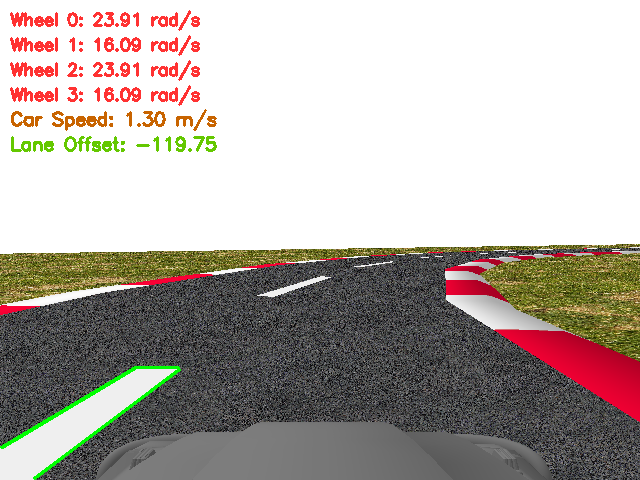 Wheel 0: 23.91 rad/s
Wheel 1: 16.09 rad/s
Wheel 2: 23.91 rad/s
Wheel 3: 16.09 rad/s
Car Speed: 1.30 m/s
Lane Offset: -119.75